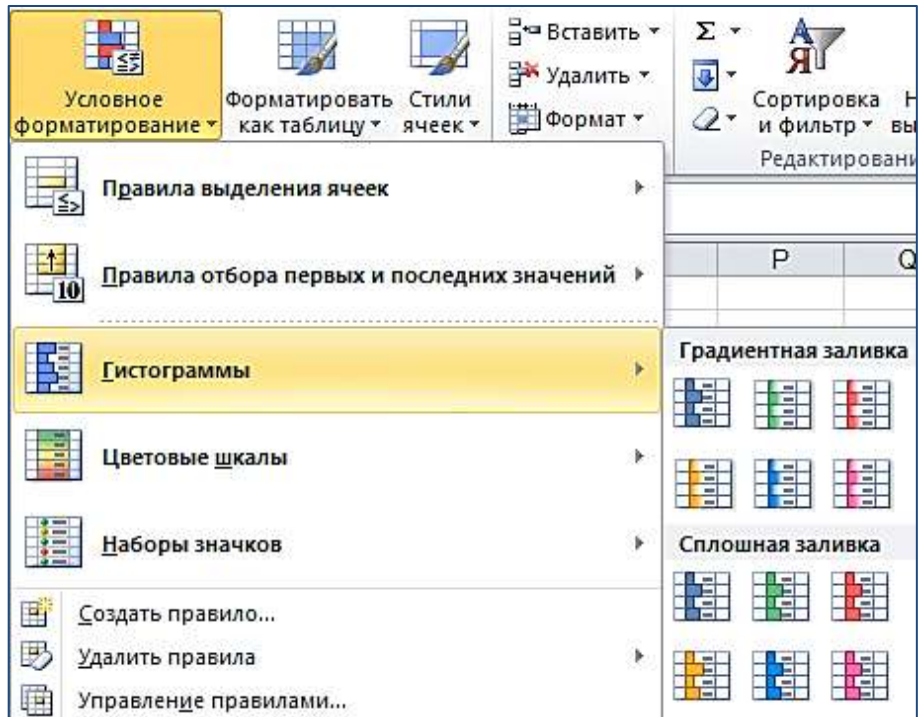 Условное форматирование
Форматировать как таблицу
Стили ячеек
Вставить
Удалить
Формат
Σ
А
Я
Сортировка и фильтр
Редактировани
Правила выделения ячеек
10
Правила отбора первых и последних значений
P
Q
Гистограммы
Градиентная заливка
Цветовые шкалы
Наборы значков
Сплошная заливка
Создать правило...
Удалить правила
Управление правилами...